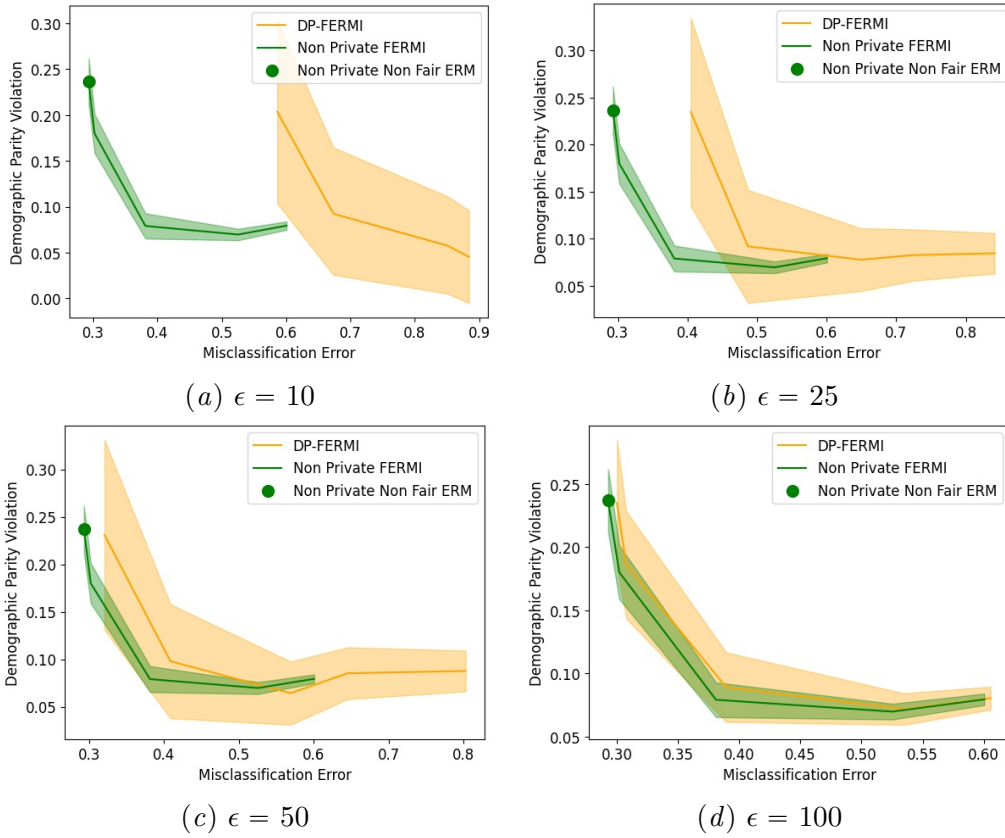 0.30
0.25
0.20
0.15
0.10
0.05
0.00
Demographic Parity Violation
DP-FERMI
Non Private FERMI
Non Private Non Fair ERM
0.3 0.4 0.5 0.6 0.7 0.8 0.9
Misclassification Error
(a) ϵ = 10
0.30
0.25
0.20
0.15
0.10
0.05
Demographic Parity Violation
DP-FERMI
Non Private FERMI
Non Private Non Fair ERM
0.3 0.4 0.5 0.6 0.7 0.8
Misclassification Error
(b) ϵ = 25
0.30
0.25
0.20
0.15
0.10
0.05
Demographic Parity Violation
DP-FERMI
Non Private FERMI
Non Private Non Fair ERM
0.3 0.4 0.5 0.6 0.7 0.8
Misclassification Error
(c) ϵ = 50
0.25
0.20
0.15
0.10
0.05
Demographic Parity Violation
DP-FERMI
Non Private FERMI
Non Private Non Fair ERM
0.30 0.35 0.40 0.45 0.50 0.55 0.60
Misclassification Error
(d) ϵ = 100